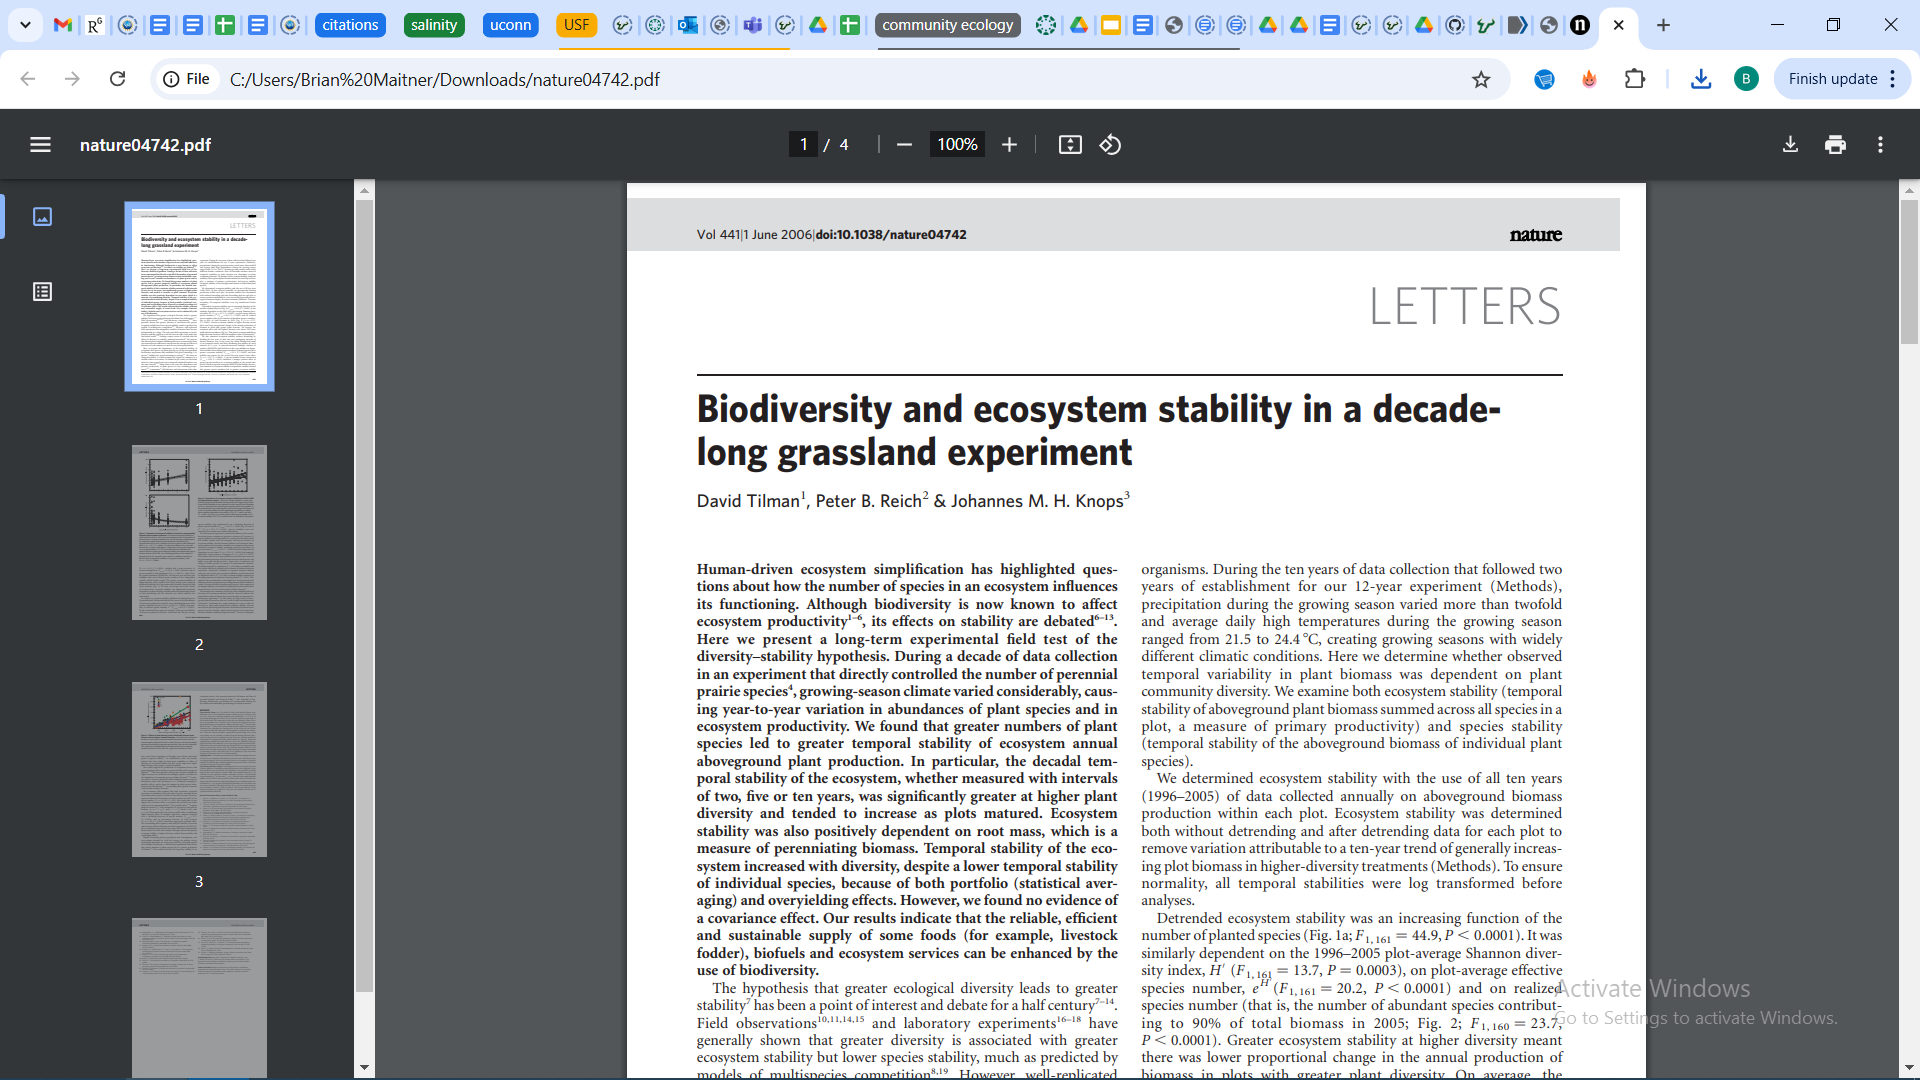 citations
salinity
uconn
USF
community ecology
File
C:/Users/Brian%20Maitner/Downloads/nature04742.pdf
B
Finish update
nature04742.pdf
1 / 4
100%
LETTERS
Biodiversity and ecosystem stability in a decade-
long grassland experiment
1
2
3
Vol 441|1 June 2006|doi:10.1038/nature04742
nature
LETTERS
Biodiversity and ecosystem stability in a decade-
long grassland experiment
David Tilman¹, Peter B. Reich² & Johannes M. H. Knops³
Human-driven ecosystem simplification has highlighted ques-
tions about how the number of species in an ecosystem influences
its functioning. Although biodiversity is now known to affect
ecosystem productivity¹⁻⁶, its effects on stability are debated⁶⁻¹³.
Here we present a long-term experimental field test of the
diversity–stability hypothesis. During a decade of data collection
in an experiment that directly controlled the number of perennial
prairie species⁴, growing-season climate varied considerably, caus-
ing year-to-year variation in abundances of plant species and in
ecosystem productivity. We found that greater numbers of plant
species led to greater temporal stability of ecosystem annual
aboveground plant production. In particular, the decadal tem-
poral stability of the ecosystem, whether measured with intervals
of two, five or ten years, was significantly greater at higher plant
diversity and tended to increase as plots matured. Ecosystem
stability was also positively dependent on root mass, which is a
measure of perenniating biomass. Temporal stability of the eco-
system increased with diversity, despite a lower temporal stability
of individual species, because of both portfolio (statistical aver-
aging) and overyielding effects. However, we found no evidence of
a covariance effect. Our results indicate that the reliable, efficient
and sustainable supply of some foods (for example, livestock
fodder), biofuels and ecosystem services can be enhanced by the
use of biodiversity.
The hypothesis that greater ecological diversity leads to greater
stability⁷ has been a point of interest and debate for a half century⁷⁻¹⁴.
Field observations¹⁰,¹¹,¹⁴,¹⁵ and laboratory experiments¹⁶⁻¹⁸ have
generally shown that greater diversity is associated with greater
ecosystem stability but lower species stability, much as predicted by
models of multispecies competition⁸,¹⁹. However, well-replicated
organisms. During the ten years of data collection that followed two
years of establishment for our 12-year experiment (Methods),
precipitation during the growing season varied more than twofold
and average daily high temperatures during the growing season
ranged from 21.5 to 24.4 °C, creating growing seasons with widely
different climatic conditions. Here we determine whether observed
temporal variability in plant biomass was dependent on plant
community diversity. We examine both ecosystem stability (temporal
stability of aboveground plant biomass summed across all species in a
plot, a measure of primary productivity) and species stability
(temporal stability of the aboveground biomass of individual plant
species).
We determined ecosystem stability with the use of all ten years
(1996–2005) of data collected annually on aboveground biomass
production within each plot. Ecosystem stability was determined
both without detrending and after detrending data for each plot to
remove variation attributable to a ten-year trend of generally increas-
ing plot biomass in higher-diversity treatments (Methods). To ensure
normality, all temporal stabilities were log transformed before
analyses.
Detrended ecosystem stability was an increasing function of the
number of planted species (Fig. 1a; F1,161 = 44.9, P < 0.0001). It was
similarly dependent on the 1996–2005 plot-average Shannon diver-
sity index, H′ (F1,161 = 13.7, P = 0.0003), on plot-average effective
species number, e^H′ (F1,161 = 20.2, P < 0.0001) and on realized
species number (that is, the number of abundant species contribut-
ing to 90% of total biomass in 2005; Fig. 2; F1,160 = 23.7,
P < 0.0001). Greater ecosystem stability at higher diversity meant
there was lower proportional change in the annual production of
biomass in plots with greater plant diversity. On average, the
Activate Windows
Go to Settings to activate Windows.